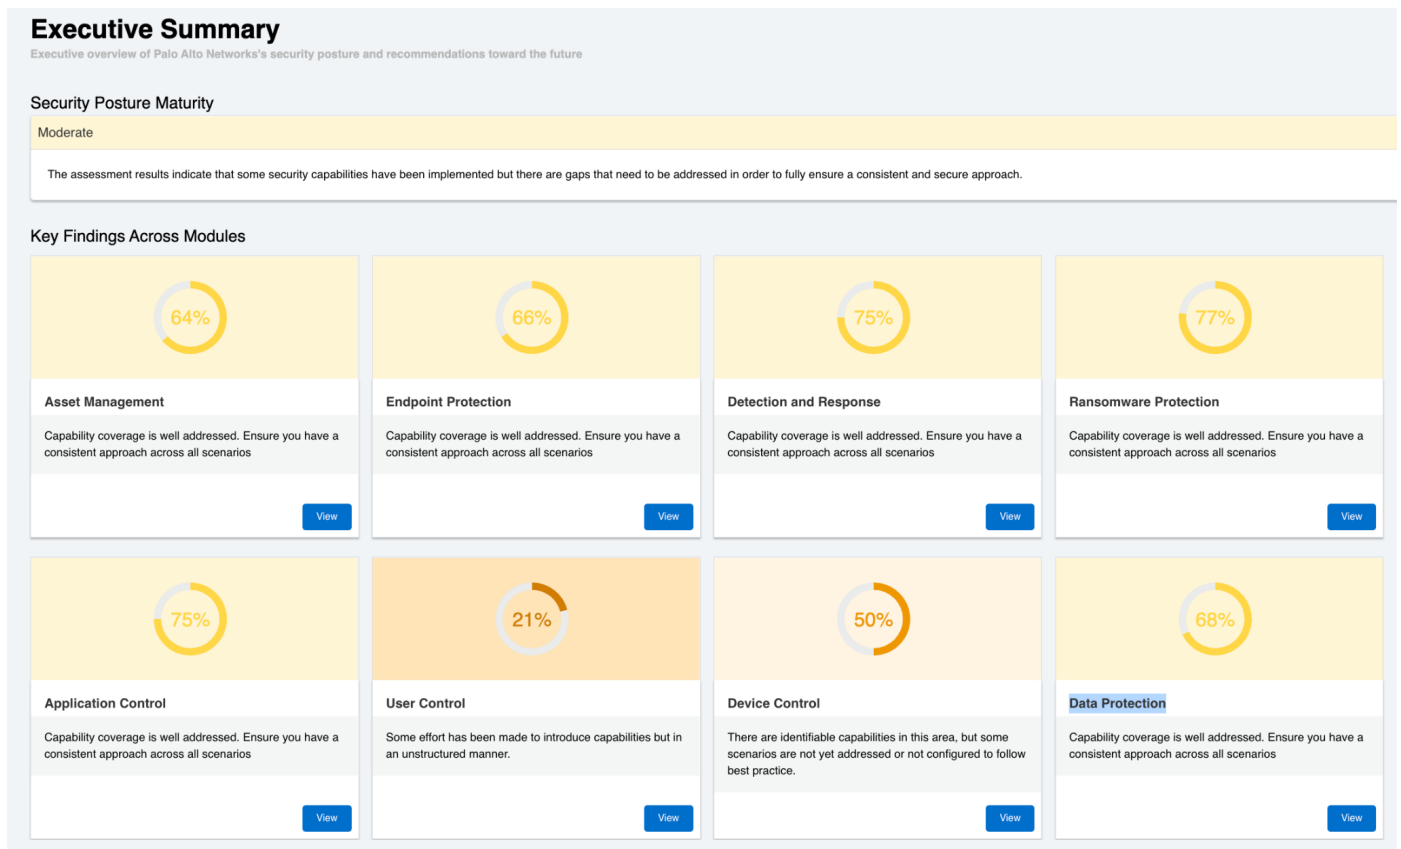 Executive Summary
Executive overview of Palo Alto Networks's security posture and recommendations toward the future
Security Posture Maturity
Moderate
The assessment results indicate that some security capabilities have been implemented but there are gaps that need to be addressed in order to fully ensure a consistent and secure approach.
Key Findings Across Modules
64%
Asset Management
Capability coverage is well addressed. Ensure you have a
consistent approach across all scenarios
View
66%
Endpoint Protection
Capability coverage is well addressed. Ensure you have a
consistent approach across all scenarios
View
75%
Detection and Response
Capability coverage is well addressed. Ensure you have a
consistent approach across all scenarios
View
77%
Ransomware Protection
Capability coverage is well addressed. Ensure you have a
consistent approach across all scenarios
View
75%
Application Control
Capability coverage is well addressed. Ensure you have a
consistent approach across all scenarios
View
21%
User Control
Some effort has been made to introduce capabilities but in
an unstructured manner.
View
50%
Device Control
There are identifiable capabilities in this area, but some
scenarios are not yet addressed or not configured to follow
best practice.
View
68%
Data Protection
Capability coverage is well addressed. Ensure you have a
consistent approach across all scenarios
View